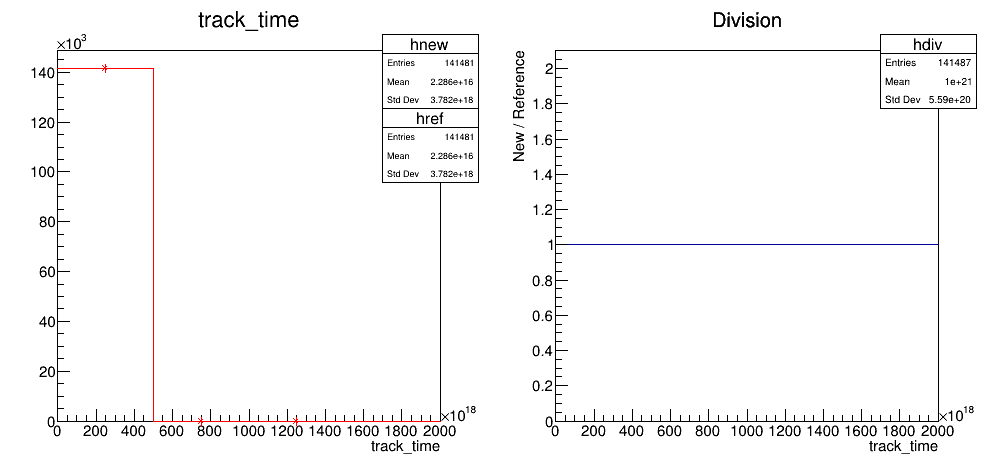 track_time
×10³
140
120
100
80
60
40
20
0
0 200 400 600 800 1000 1200 1400 1600 1800 2000
×10¹⁸
track_time
hnew
Entries 141481
Mean 2.286e+16
Std Dev 3.782e+18
href
Entries 141481
Mean 2.286e+16
Std Dev 3.782e+18
Division
New / Reference
2
1.8
1.6
1.4
1.2
1
0.8
0.6
0.4
0.2
0
0 200 400 600 800 1000 1200 1400 1600 1800 2000
×10¹⁸
track_time
hdiv
Entries 141487
Mean 1e+21
Std Dev 5.59e+20